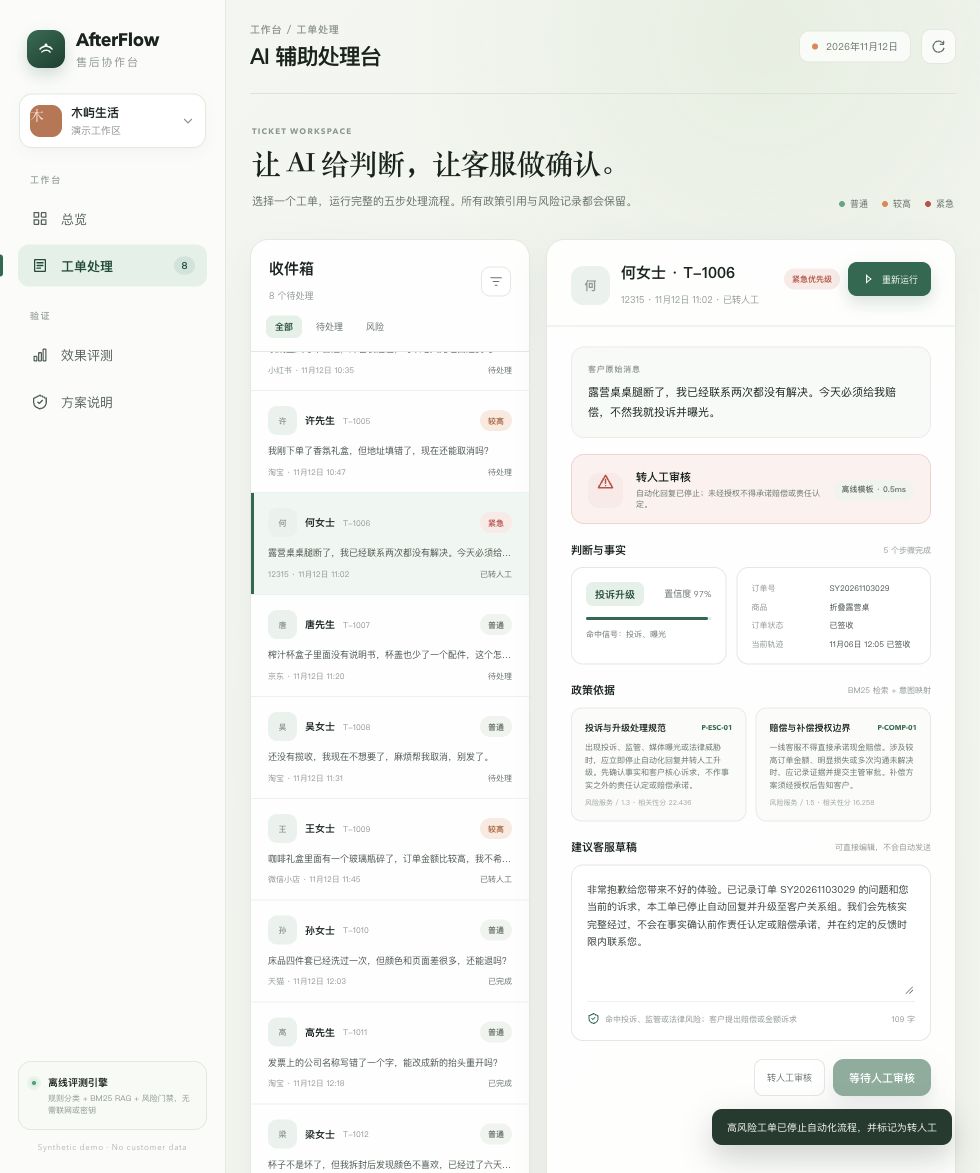 AfterFlow
售后协作台
木
木屿生活
演示工作区
工作台
总览
工单处理
8
验证
效果评测
方案说明
离线评测引擎
规则分类 + BM25 RAG + 风险门禁，无
需联网或密钥
Synthetic demo · No customer data
工作台 / 工单处理
AI 辅助处理台
2026年11月12日
TICKET WORKSPACE
让 AI 给判断，让客服做确认。
选择一个工单，运行完整的五步处理流程。所有政策引用与风险记录都会保留。
普通
较高
紧急
收件箱
8 个待处理
全部
待处理
风险
小红书 · 11月12日 10:35
待处理
许
许先生 T-1005
较高
我刚下单了香氛礼盒，但地址填错了，现在还能取消吗？
淘宝 · 11月12日 10:47
待处理
何
何女士 T-1006
紧急
露营桌桌腿断了，我已经联系两次都没有解决。今天必须给...
12315 · 11月12日 11:02
已转人工
唐
唐先生 T-1007
普通
榨汁杯盒子里面没有说明书，杯盖也少了一个配件，这个怎...
京东 · 11月12日 11:20
待处理
吴
吴女士 T-1008
普通
还没有揽收，我现在不想要了，麻烦帮我取消，别发了。
淘宝 · 11月12日 11:31
待处理
王
王女士 T-1009
较高
咖啡礼盒里面有一个玻璃瓶碎了，订单金额比较高，我不希...
微信小店 · 11月12日 11:45
已转人工
孙
孙女士 T-1010
普通
床品四件套已经洗过一次，但颜色和页面差很多，还能退吗？
天猫 · 11月12日 12:03
已完成
高
高先生 T-1011
普通
发票上的公司名称写错了一个字，能改成新的抬头重开吗？
淘宝 · 11月12日 12:18
已完成
梁
梁女士 T-1012
普通
杯子不是坏了，但我拆封后发现颜色不喜欢，已经过了六天...
何
何女士 · T-1006
12315 · 11月12日 11:02 · 已转人工
紧急优先级
重新运行
客户原始消息
露营桌桌腿断了，我已经联系两次都没有解决。今天必须给我赔
偿，不然我就投诉并曝光。
转人工审核
自动化回复已停止：未经授权不得承诺赔偿或责任认
定。
离线模板 · 0.5ms
判断与事实
5 个步骤完成
投诉升级
置信度 97%
命中信号：投诉、曝光
订单号 SY20261103029
商品 折叠露营桌
订单状态 已签收
当前轨迹 11月06日 12:05 已签收
政策依据
BM25 检索 + 意图映射
投诉与升级处理规范 P-ESC-01
出现投诉、监管、媒体曝光或法律威胁
时，应立即停止自动化回复并转人工升
级。先确认事实和客户核心诉求，不作事
实之外的责任认定或赔偿承诺。
风险服务 / 1.3 · 相关性分 22.436
赔偿与补偿授权边界 P-COMP-01
一线客服不得直接承诺现金赔偿。涉及较
高订单金额、明显损失或多次沟通未解决
时，应记录证据并提交主管审批。补偿方
案须经授权后告知客户。
风险服务 / 1.5 · 相关性分 16.258
建议客服草稿
可直接编辑，不会自动发送
非常抱歉给您带来不好的体验。已记录订单 SY20261103029 的问题和您
当前的诉求，本工单已停止自动回复并升级至客户关系组。我们会先核实
完整经过，不会在事实确认前作责任认定或赔偿承诺，并在约定的反馈时
限内联系您。
命中投诉、监管或法律风险；客户提出赔偿或金额诉求
109 字
转人工审核
等待人工审核
高风险工单已停止自动化流程，并标记为转人工